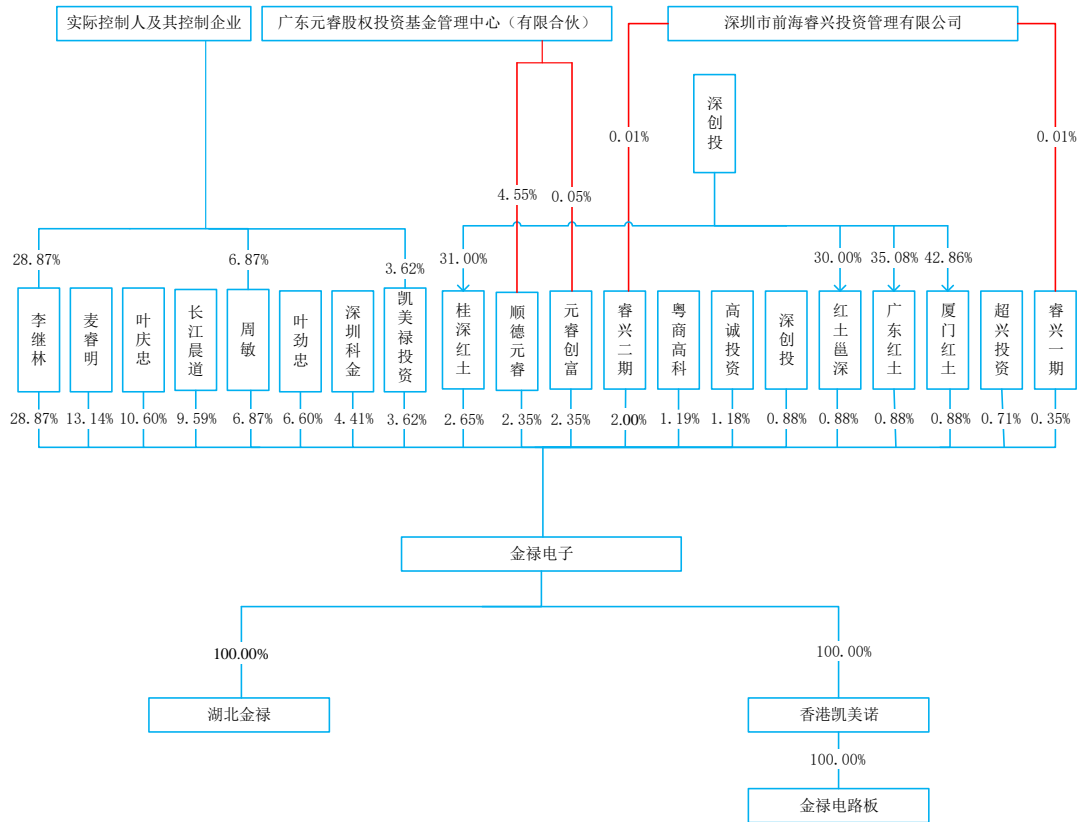 实际控制人及其控制企业
广东元睿股权投资基金管理中心（有限合伙）
深圳市前海睿兴投资管理有限公司
深创投
0.01%
0.01%
4.55%
0.05%
28.87%
6.87%
3.62%
31.00%
30.00%
35.08%
42.86%
李继林
麦睿明
叶庆忠
长江晨道
周敏
叶劲忠
深圳科金
凯美禄投资
桂深红土
顺德元睿
元睿创富
睿兴二期
粤商高科
高诚投资
深创投
红土邕深
广东红土
厦门红土
超兴投资
睿兴一期
28.87%
13.14%
10.60%
9.59%
6.87%
6.60%
4.41%
3.62%
2.65%
2.35%
2.35%
2.00%
1.19%
1.18%
0.88%
0.88%
0.88%
0.88%
0.71%
0.35%
金禄电子
100.00%
100.00%
湖北金禄
香港凯美诺
100.00%
金禄电路板